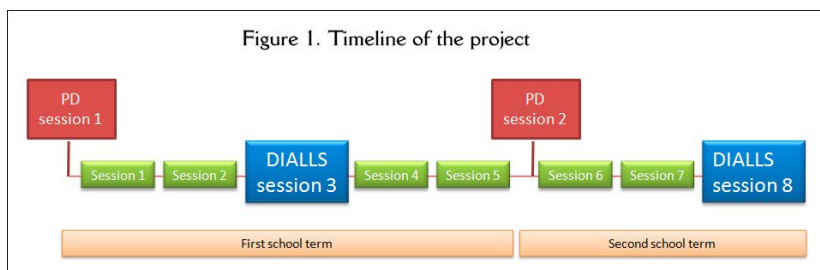 Figure 1. Timeline of the project
PD
session 1
PD
session 2
Session 1
Session 2
DIALLS
session 3
Session 4
Session 5
Session 6
Session 7
DIALLS
session 8
First school term
Second school term